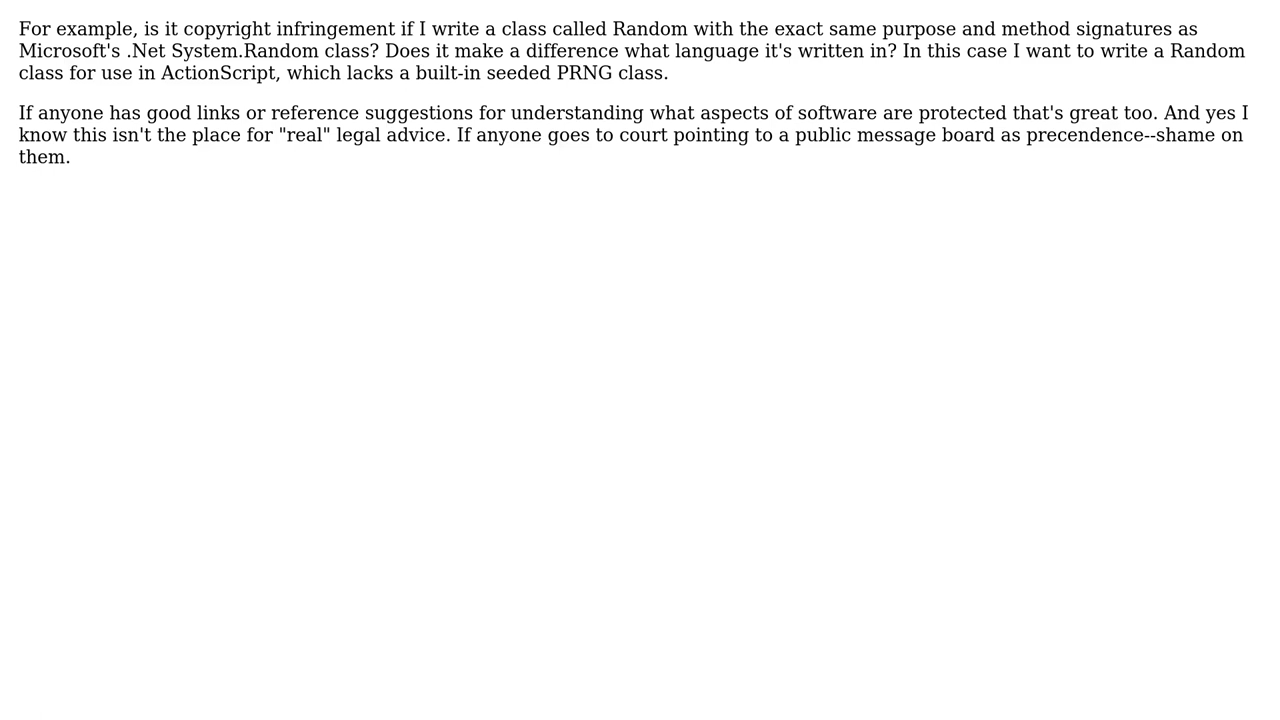 For example, is it copyright infringement if I write a class called Random with the exact same purpose and method signatures as
Microsoft's .Net System.Random class? Does it make a difference what language it's written in? In this case I want to write a Random
class for use in ActionScript, which lacks a built-in seeded PRNG class.
If anyone has good links or reference suggestions for understanding what aspects of software are protected that's great too. And yes I
know this isn't the place for "real" legal advice. If anyone goes to court pointing to a public message board as precendence--shame on
them.